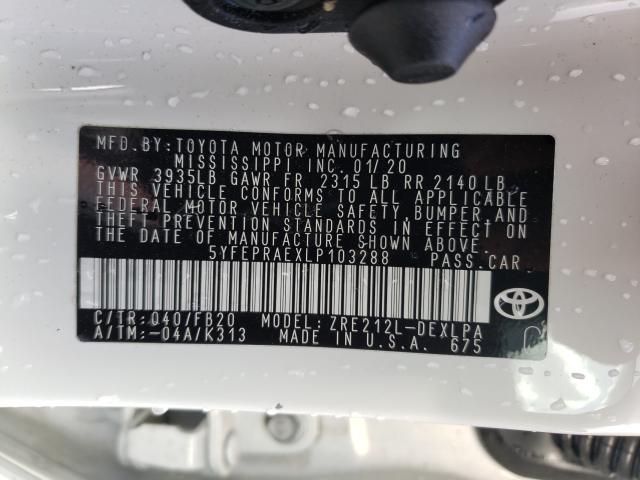 MFD.BY:TOYOTA MOTOR MANUFACTURING
MISSISSIPPI INC. 01/20
GVWR 3935LB GAWR FR 2315 LB RR 2140 LB
THIS VEHICLE CONFORMS TO ALL APPLICABLE
FEDERAL MOTOR VEHICLE SAFETY, BUMPER, AND
THEFT PREVENTION STANDARDS IN EFFECT ON
THE DATE OF MANUFACTURE SHOWN ABOVE.
5YFEPRAEXLP103288 PASS.CAR
C/TR:040/FB20 MODEL:ZRE212L-DEXLPA
A/TM:-04A/K313 MADE IN U.S.A. 675